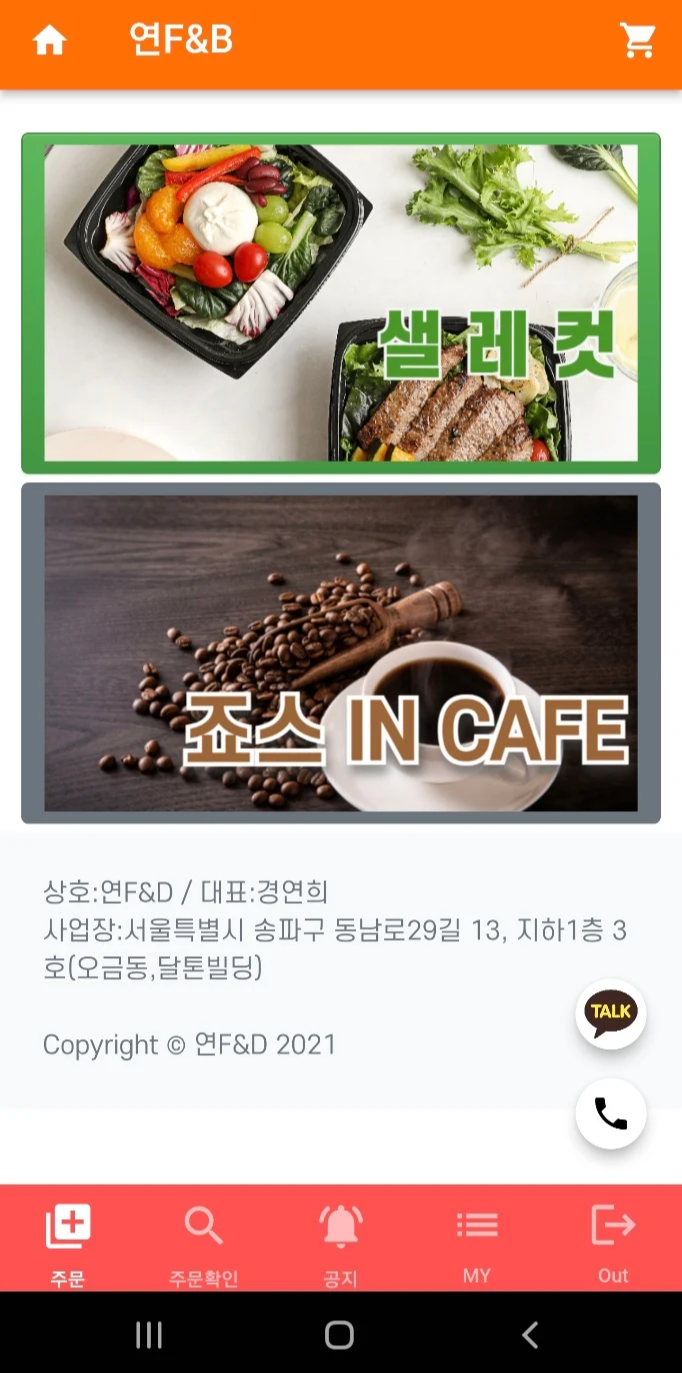 연F&B
샐 레 컷
죠스 IN CAFE
상호:연F&D / 대표:경연희
사업장:서울특별시 송파구 동남로29길 13, 지하1층 3
호(오금동,달톤빌딩)
Copyright © 연F&D 2021
TALK
주문
주문확인
공지
MY
Out